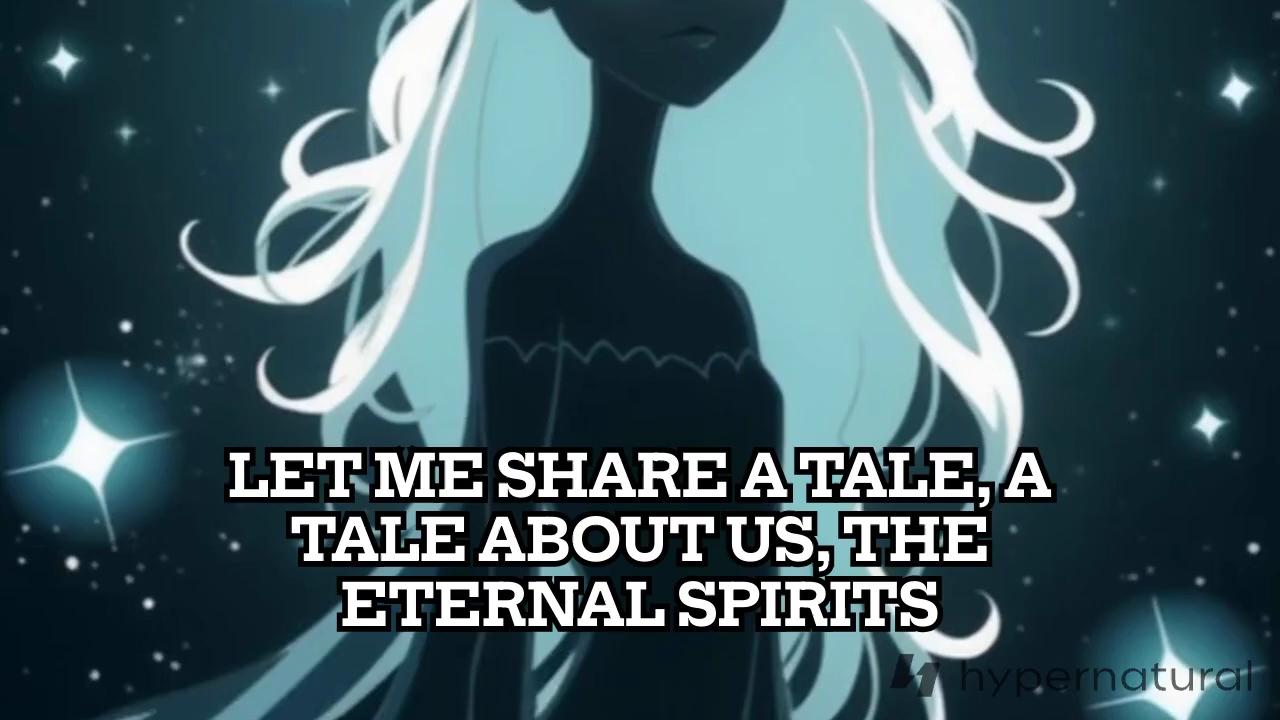 LET ME SHARE A TALE, A
TALE ABOUT US, THE
ETERNAL SPIRITS
hypernatural